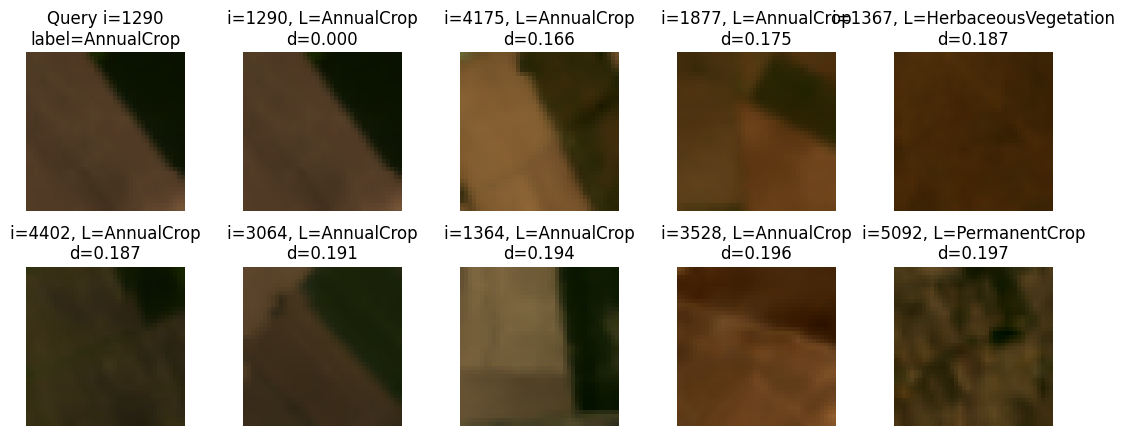 Query i=1290
label=AnnualCrop
i=1290, L=AnnualCrop
d=0.000
i=4175, L=AnnualCrop
d=0.166
i=1877, L=AnnualCrop
d=0.175
i=1367, L=HerbaceousVegetation
d=0.187
i=4402, L=AnnualCrop
d=0.187
i=3064, L=AnnualCrop
d=0.191
i=1364, L=AnnualCrop
d=0.194
i=3528, L=AnnualCrop
d=0.196
i=5092, L=PermanentCrop
d=0.197